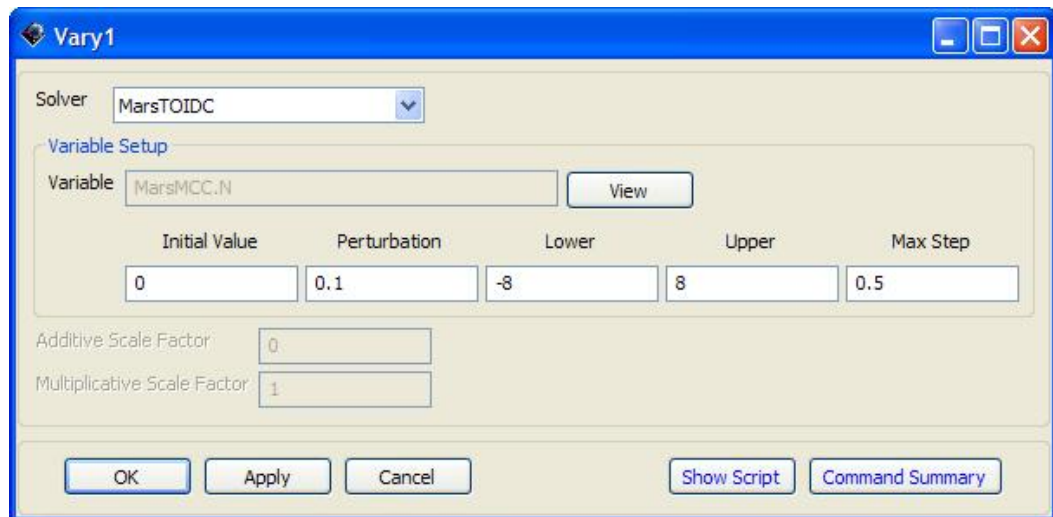 Vary1
Solver MarsTOIDC
Variable Setup
Variable MarsMCC.N View
Initial Value Perturbation Lower Upper Max Step
0 0.1 -8 8 0.5
Additive Scale Factor 0
Multiplicative Scale Factor 1
OK Apply Cancel Show Script Command Summary